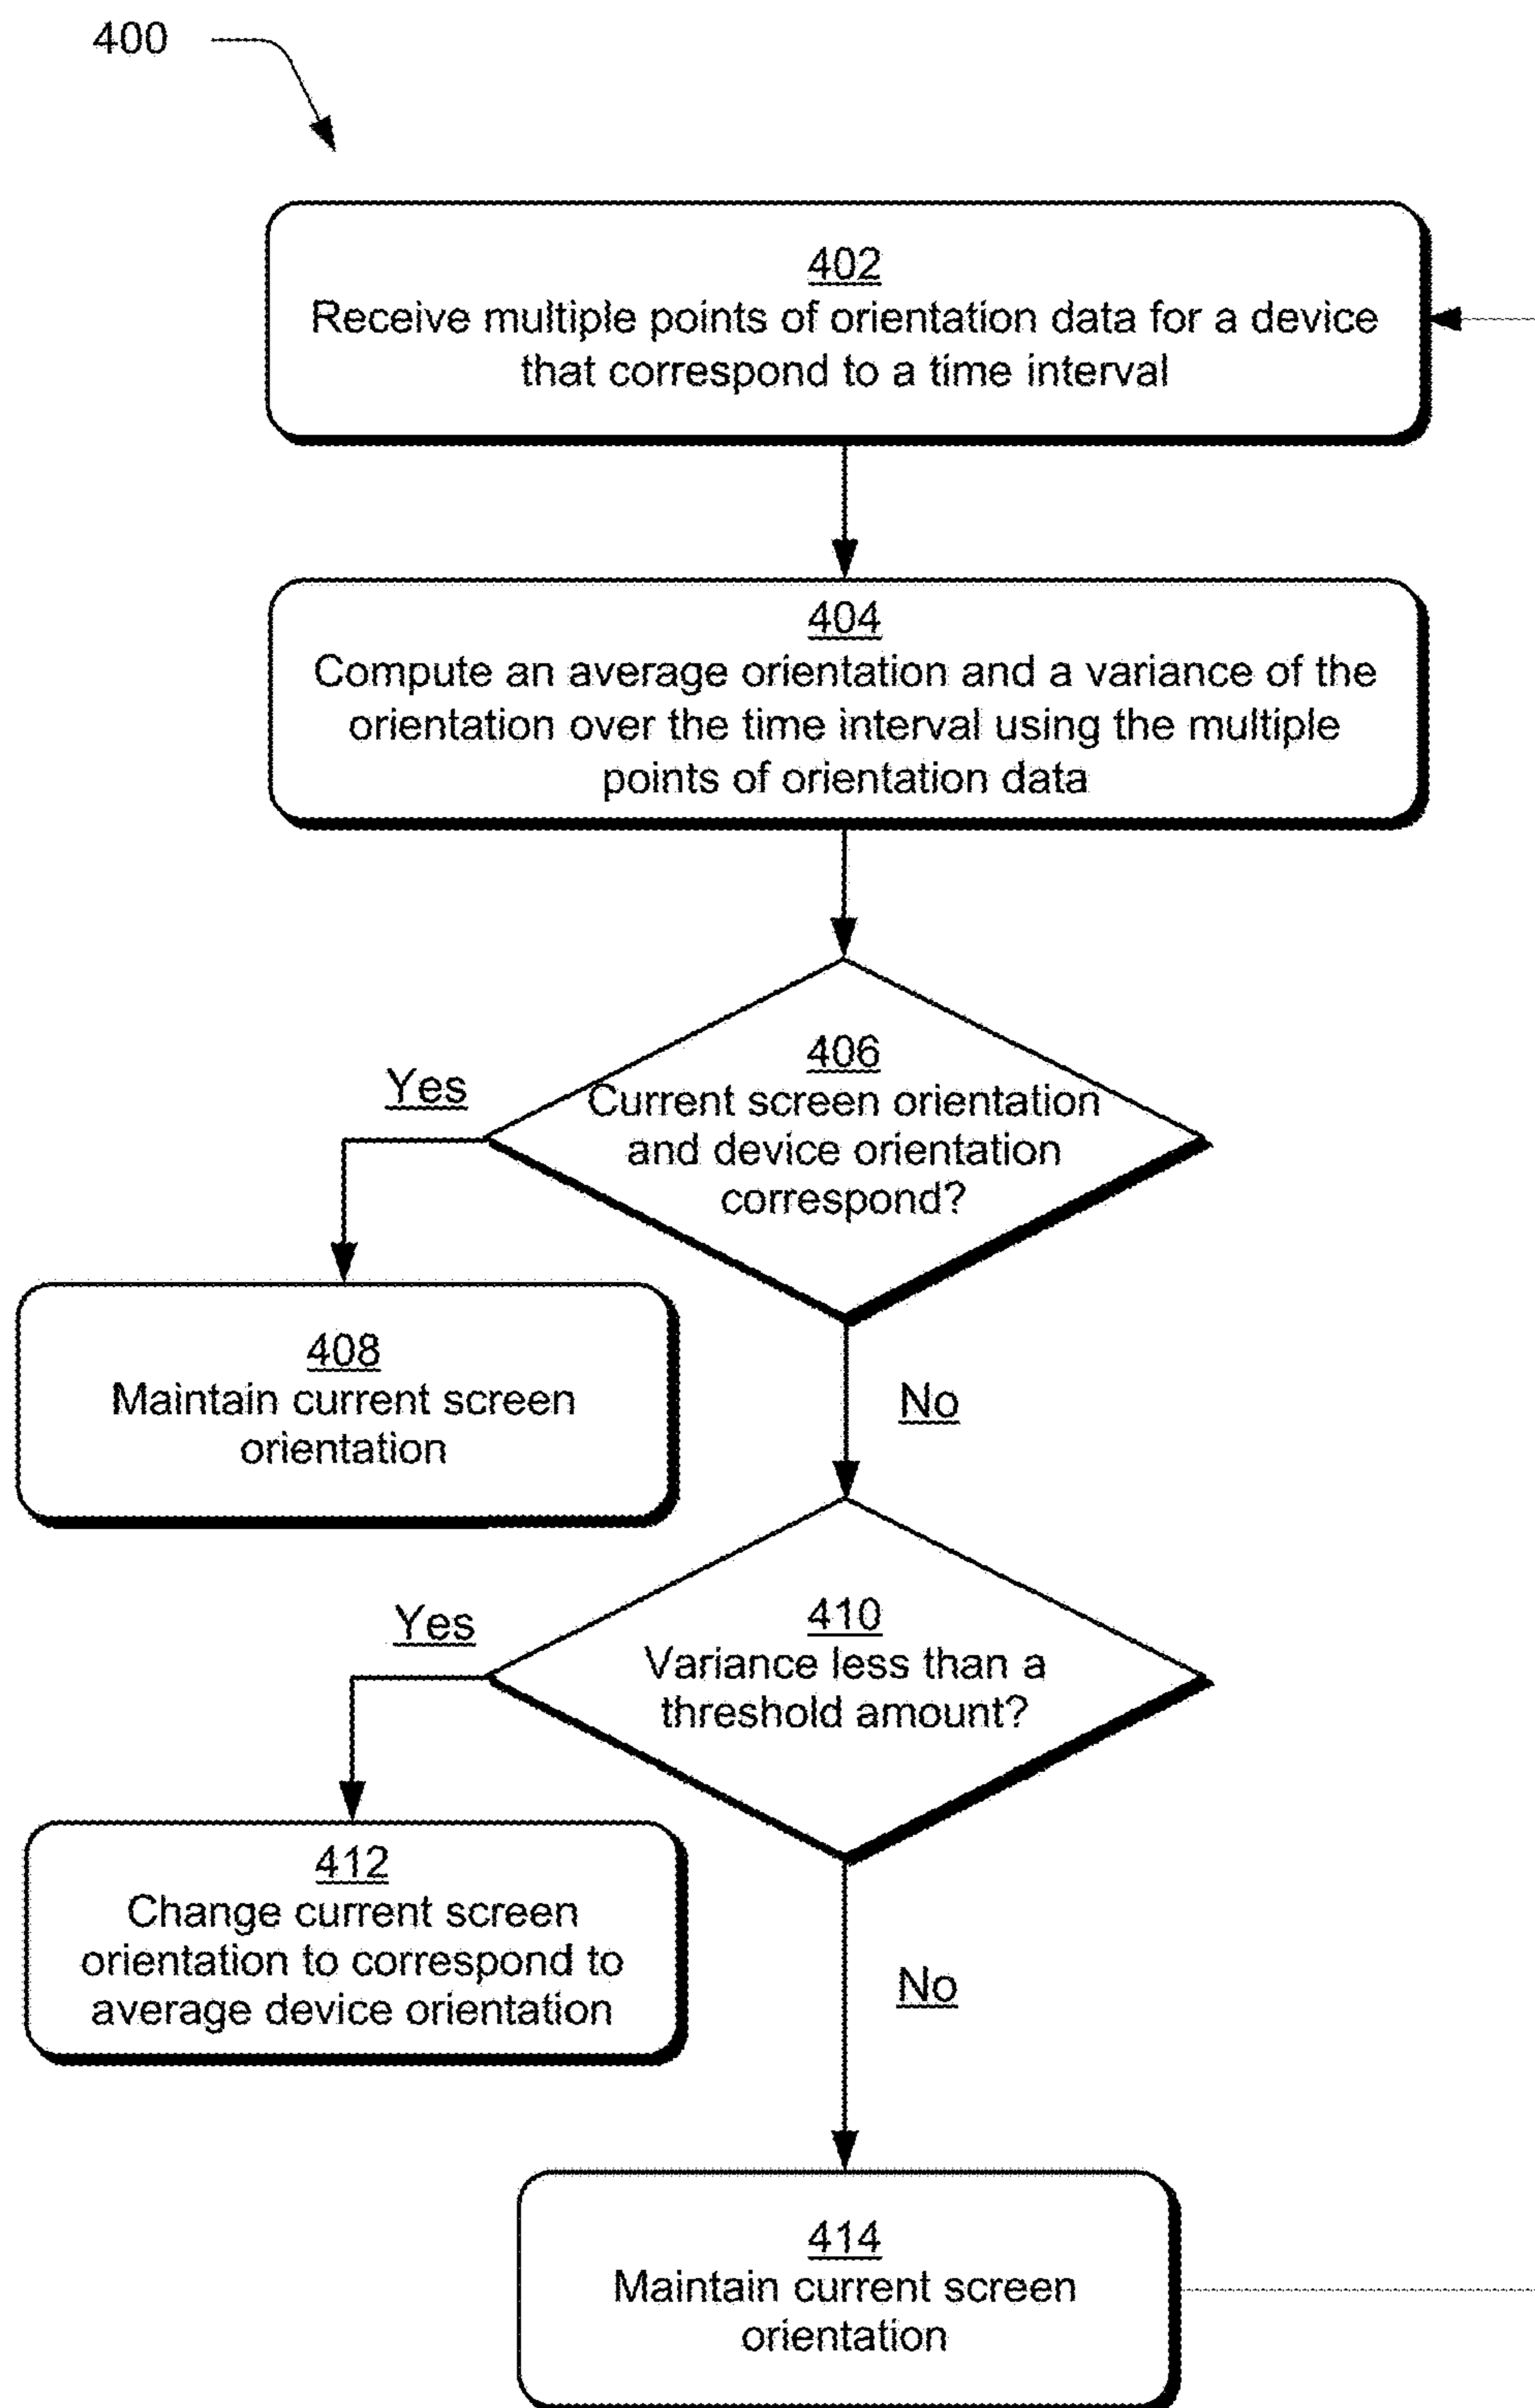 400
402
Receive multiple points of orientation data for a device
that correspond to a time interval
404
Compute an average orientation and a variance of the
orientation over the time interval using the multiple
points of orientation data
406
Current screen orientation
and device orientation
correspond?
Yes
408
Maintain current screen
orientation
No
410
Variance less than a
threshold amount?
Yes
412
Change current screen
orientation to correspond to
average device orientation
No
414
Maintain current screen
orientation